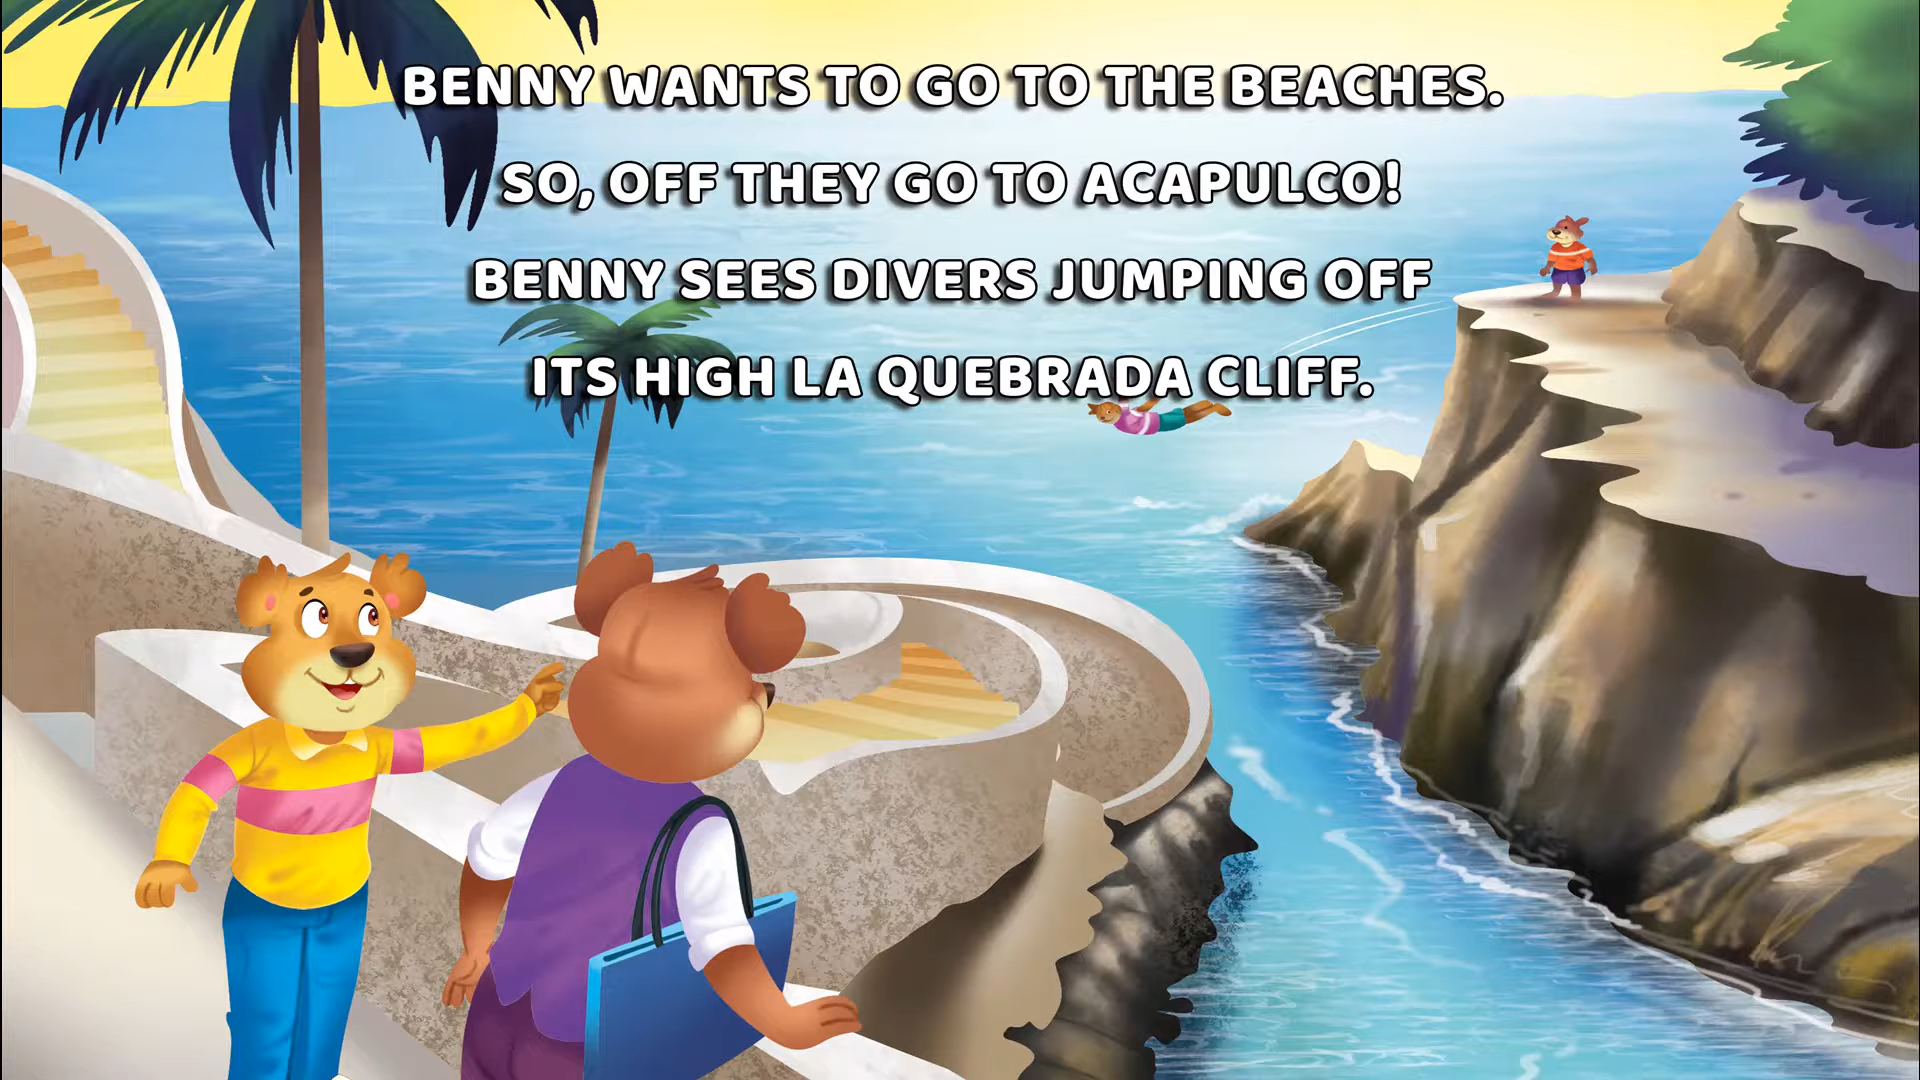 BENNY WANTS TO GO TO THE BEACHES.
SO, OFF THEY GO TO ACAPULCO!
BENNY SEES DIVERS JUMPING OFF
ITS HIGH LA QUEBRADA CLIFF.